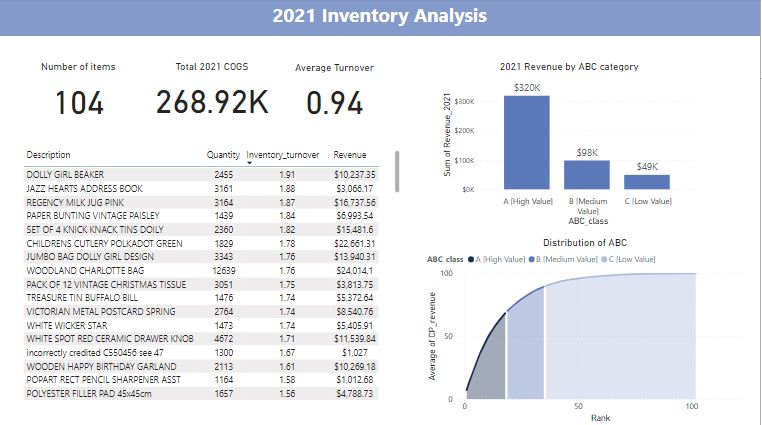 2021 Inventory Analysis
Number of items
Total 2021 COGS
Average Turnover
104
268.92K
0.94
Description Quantity Inventory_turnover Revenue
DOLLY GIRL BEAKER 2455 1.91 $10,237.35
JAZZ HEARTS ADDRESS BOOK 3161 1.88 $3,066.17
REGENCY MILK JUG PINK 3164 1.87 $16,737.56
PAPER BUNTING VINTAGE PAISLEY 1439 1.84 $6,993.54
SET OF 4 KNICK KNACK TINS DOILY 2360 1.82 $15,481.6
CHILDRENS CUTLERY POLKADOT GREEN 1829 1.78 $22,661.31
JUMBO BAG DOLLY GIRL DESIGN 3343 1.76 $13,940.31
WOODLAND CHARLOTTE BAG 12639 1.76 $24,014.1
PACK OF 12 VINTAGE CHRISTMAS TISSUE 3051 1.75 $3,813.75
TREASURE TIN BUFFALO BILL 1476 1.74 $5,372.64
VICTORIAN METAL POSTCARD SPRING 2764 1.74 $8,540.76
WHITE WICKER STAR 1473 1.74 $5,405.91
WHITE SPOT RED CERAMIC DRAWER KNOB 4672 1.71 $11,539.84
incorrectly credited C550456 see 47 1300 1.67 $1,027
WOODEN HAPPY BIRTHDAY GARLAND 2113 1.61 $10,269.18
POPART RECT PENCIL SHARPENER ASST 1164 1.58 $1,012.68
POLYESTER FILLER PAD 45x45cm 1657 1.56 $4,788.73
2021 Revenue by ABC category
Sum of Revenue_2021
$300K
$200K
$100K
$0K
$320K
$98K
$49K
A [High Value]
B [Medium
Value]
C [Low Value]
ABC_class
Distribution of ABC
ABC class A [High Value] B [Medium Value] C [Low Value]
Average of CP_revenue
100
50
0
0
50
100
Rank